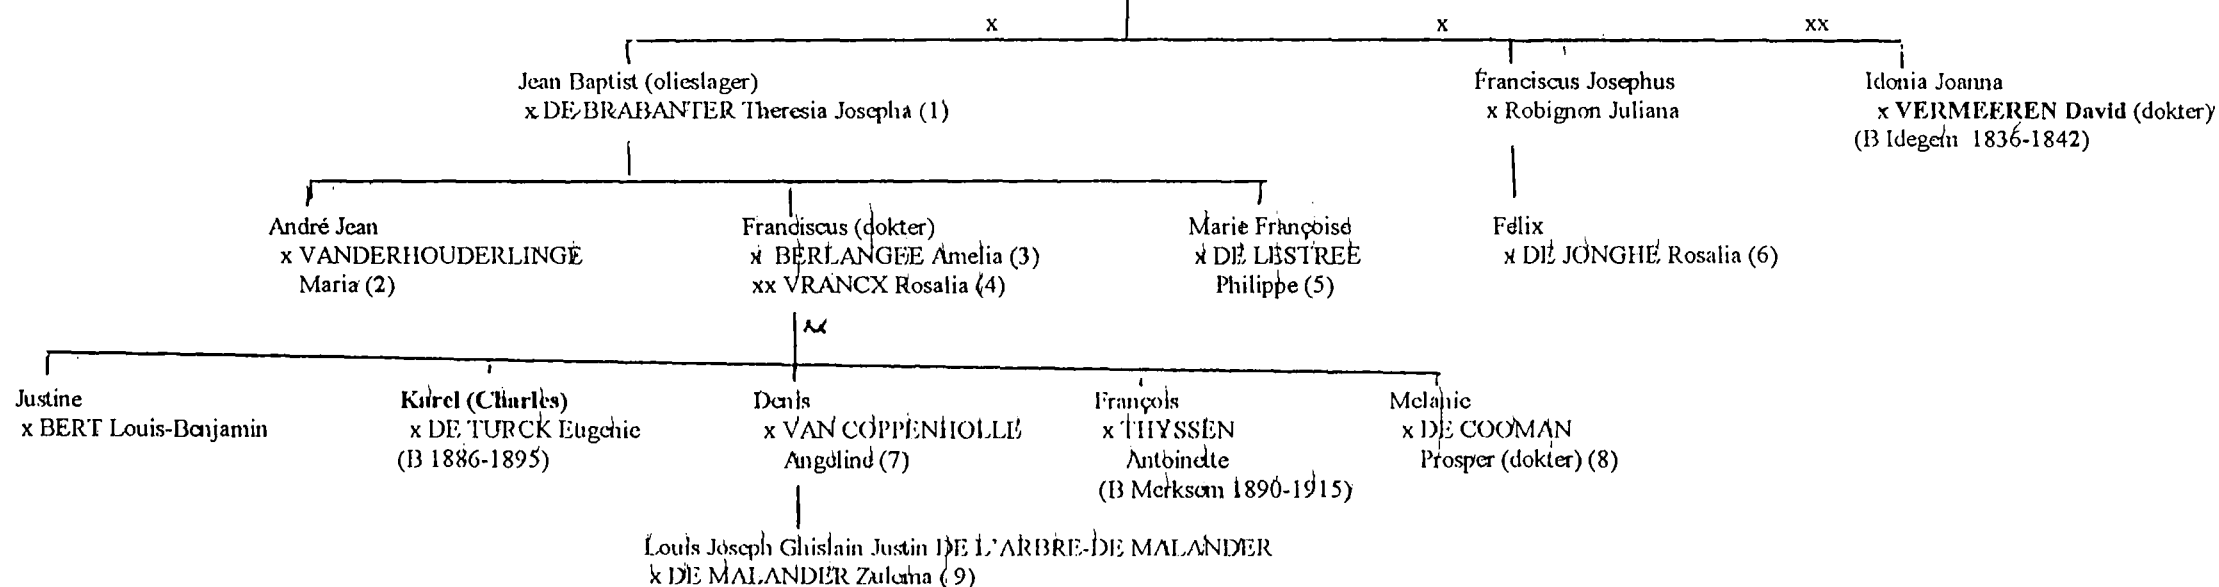 x x xx
Jean Baptist (olieslager)
x DE BRABANTER Theresia Josepha (1)
Franciscus Josephus
x Robignon Juliana
Idonia Joanna
x VERMEEREN David (dokter)
(B Idegem 1836-1842)
André Jean
x VANDERHOUDERLINGE
Maria (2)
Franciscus (dokter)
x BERLANGEE Amelia (3)
xx VRANCX Rosalia (4)
Marie Françoise
x DE LESTREE
Philippe (5)
Félix
x DE JONGHE Rosalia (6)
xx
Justine
x BERT Louis-Benjamin
Karel (Charles)
x DE TURCK Eugenie
(B 1886-1895)
Denis
x VAN COPPENHOLLE
Angeline (7)
François
x THYSSEN
Antoinette
(B Merksem 1890-1915)
Melanie
x DE COOMAN
Prosper (dokter) (8)
Louis Joseph Ghislain Justin DE L'ARBRE-DE MALANDER
x DE MALANDER Zulema (9)